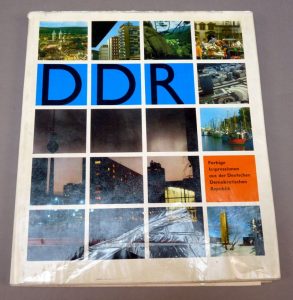 DDR
Farbige
Impressionen
aus der Deutschen
Demokratischen
Republik